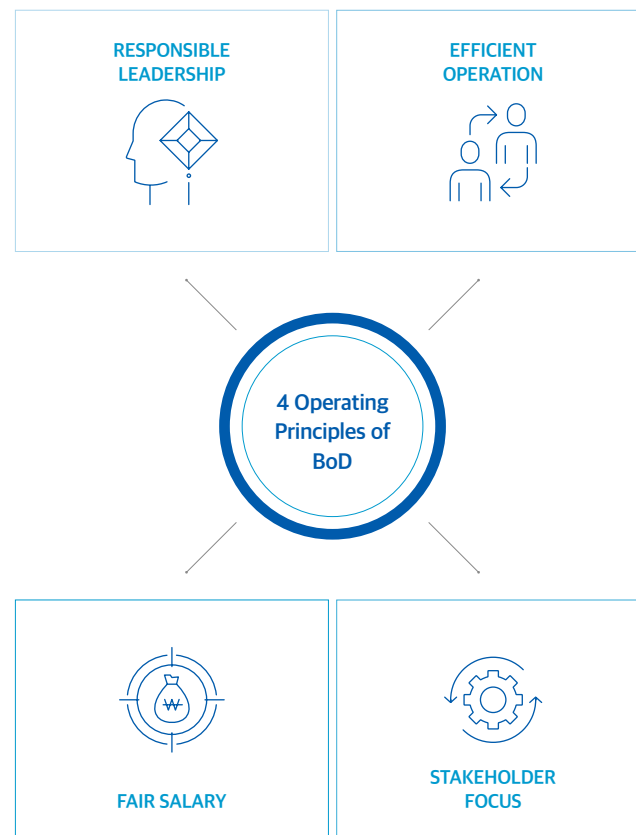 RESPONSIBLE
LEADERSHIP
EFFICIENT
OPERATION
4 Operating
Principles of
BoD
₩
FAIR SALARY
STAKEHOLDER
FOCUS